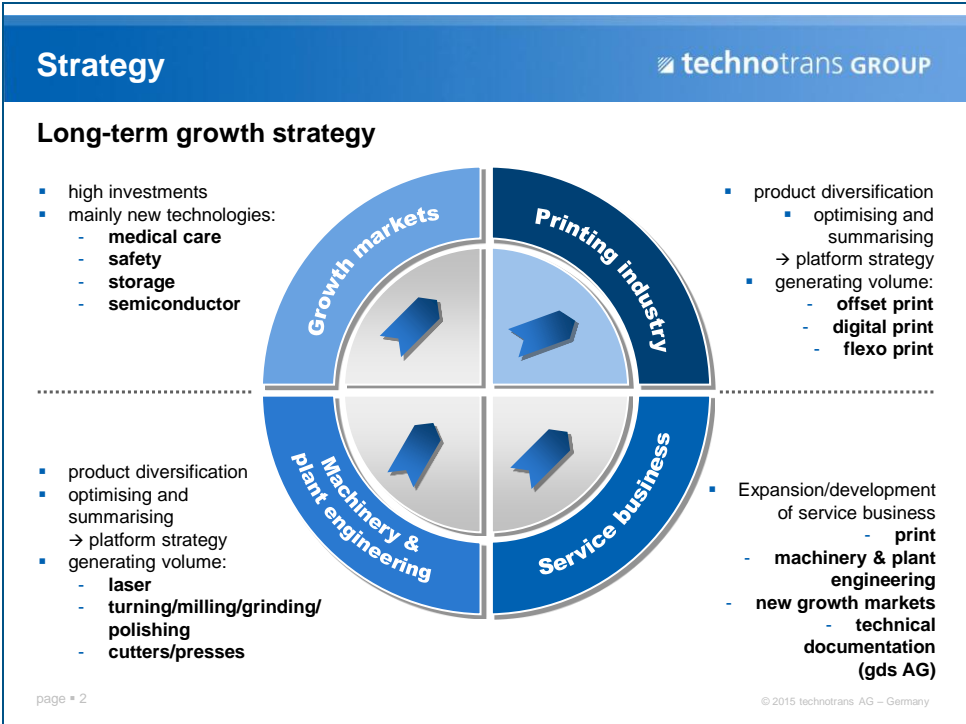 Strategy
technotrans GROUP
Long-term growth strategy
▪ high investments
▪ mainly new technologies:
- medical care
- safety
- storage
- semiconductor
Growth markets
Printing industry
▪ product diversification
▪ optimising and
summarising
→ platform strategy
▪ generating volume:
- offset print
- digital print
- flexo print
▪ product diversification
▪ optimising and
summarising
→ platform strategy
▪ generating volume:
- laser
- turning/milling/grinding/
polishing
- cutters/presses
Machinery &
plant engineering
Service business
▪ Expansion/development
of service business
- print
- machinery & plant
engineering
- new growth markets
- technical
documentation
(gds AG)
page ▪ 2
© 2015 technotrans AG – Germany